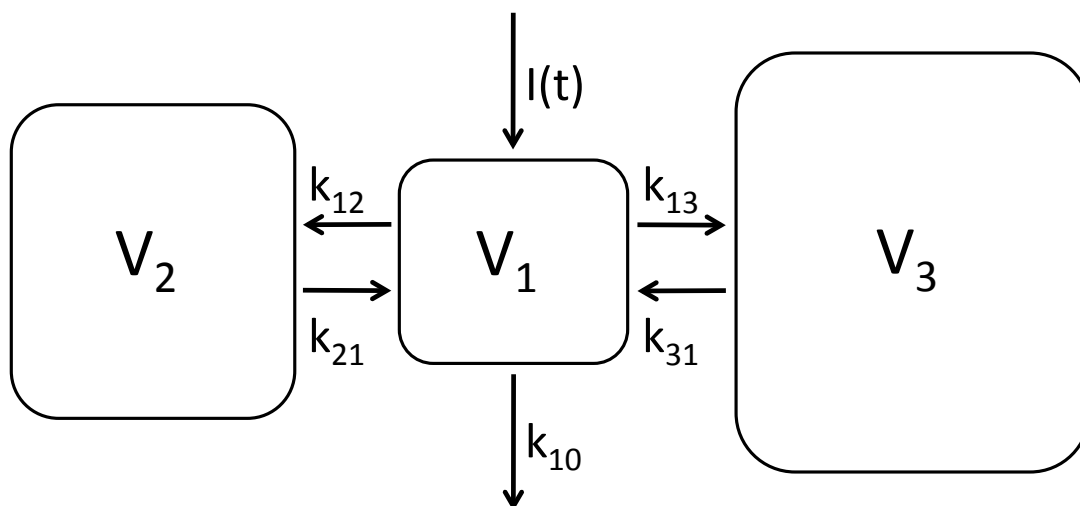 I(t)
k₁₂
k₁₃
V₂
V₁
V₃
k₂₁
k₃₁
k₁₀